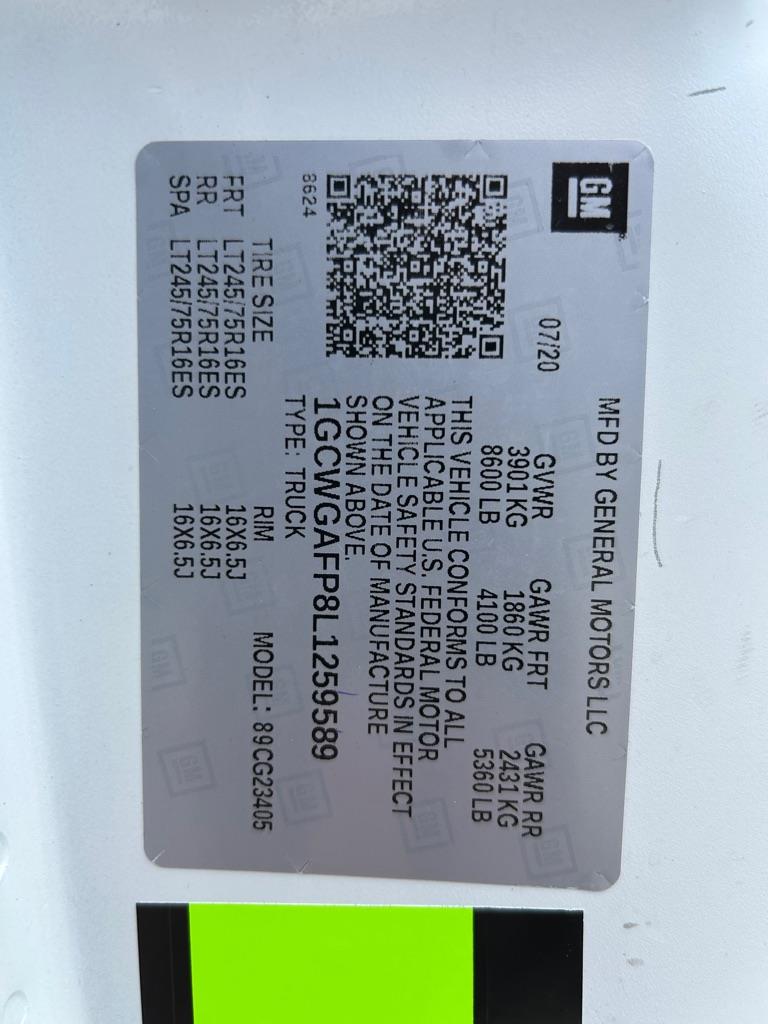 GM
MFD BY GENERAL MOTORS LLC
07/20
GVWR GAWR FRT GAWR RR
3901 KG 1860 KG 2431 KG
8600 LB 4100 LB 5360 LB
THIS VEHICLE CONFORMS TO ALL
APPLICABLE U.S. FEDERAL MOTOR
VEHICLE SAFETY STANDARDS IN EFFECT
ON THE DATE OF MANUFACTURE
SHOWN ABOVE.
1GCWGAFP8L1259589
TYPE: TRUCK
8624
TIRE SIZE RIM MODEL: 89CG23405
FRT LT245/75R16ES 16X6.5J
RR LT245/75R16ES 16X6.5J
SPA LT245/75R16ES 16X6.5J